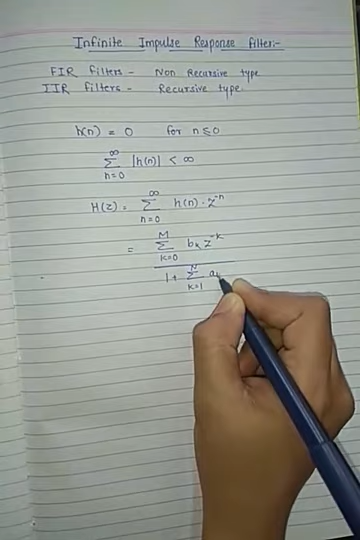 Infinite Impulse Response filter:-
FIR filters - Non Recursive type
IIR filters - Recursive type.
h(n) = 0 for n ≤ 0
∞ ∑ n=0 |h(n)| < ∞
H(z) = ∞ ∑ n=0 h(n) · z^-n
= M ∑ k=0 b_k z^-k
1 + N ∑ k=1 a